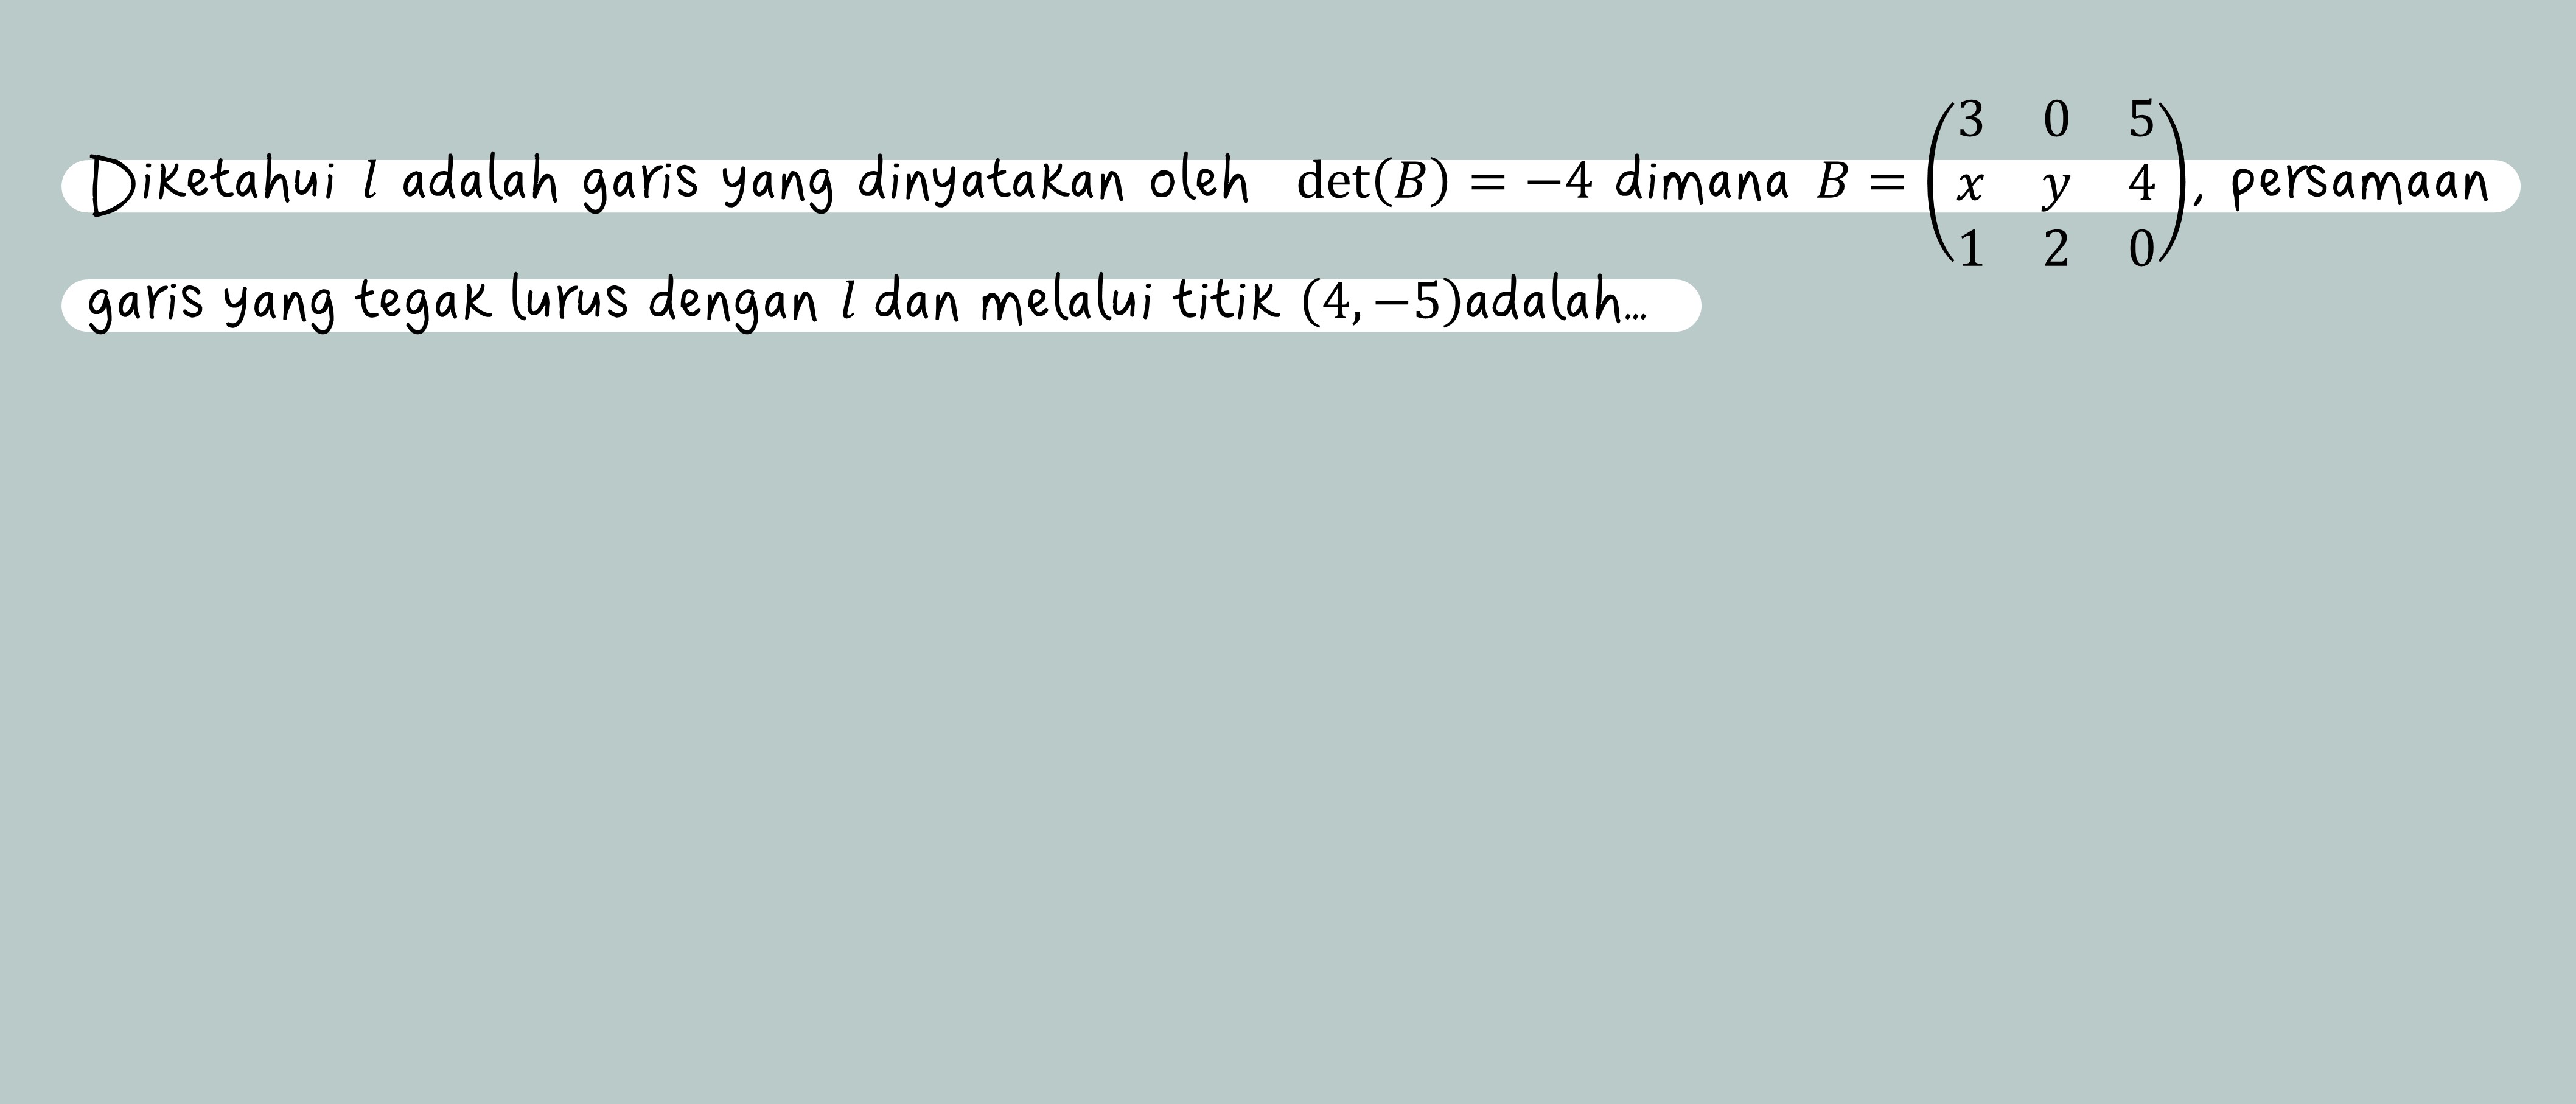 Diketahui $l$ adalah garis yang dinyatakan oleh $\det(B) = -4$ dimana $B = \begin{pmatrix} 3 & 0 & 5 \\ x & y & 4 \\ 1 & 2 & 0 \end{pmatrix}$, persamaan
garis yang tegak lurus dengan $l$ dan melalui titik $(4, -5)$adalah...